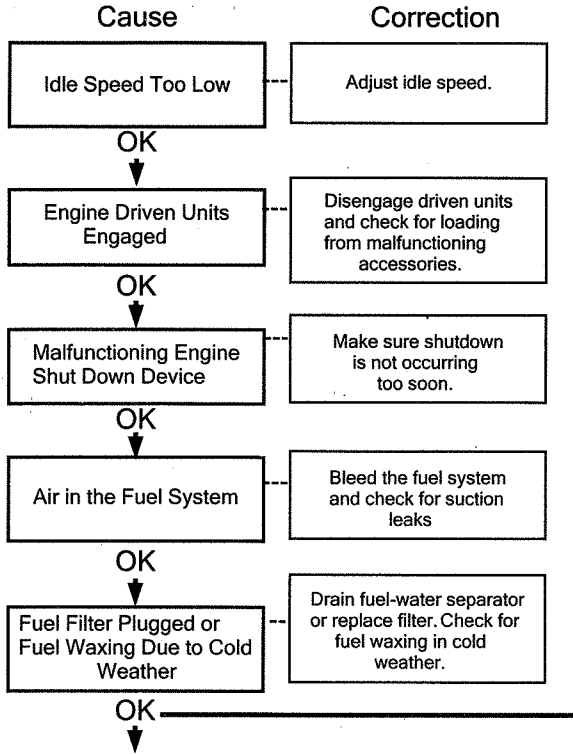 Cause
Correction
Idle Speed Too Low
Adjust idle speed.
OK
Engine Driven Units
Engaged
Disengage driven units
and check for loading
from malfunctioning
accessories.
OK
Malfunctioning Engine
Shut Down Device
Make sure shutdown
is not occurring
too soon.
OK
Air in the Fuel System
Bleed the fuel system
and check for suction
leaks
OK
Fuel Filter Plugged or
Fuel Waxing Due to Cold
Weather
Drain fuel-water separator
or replace filter. Check for
fuel waxing in cold
weather.
OK